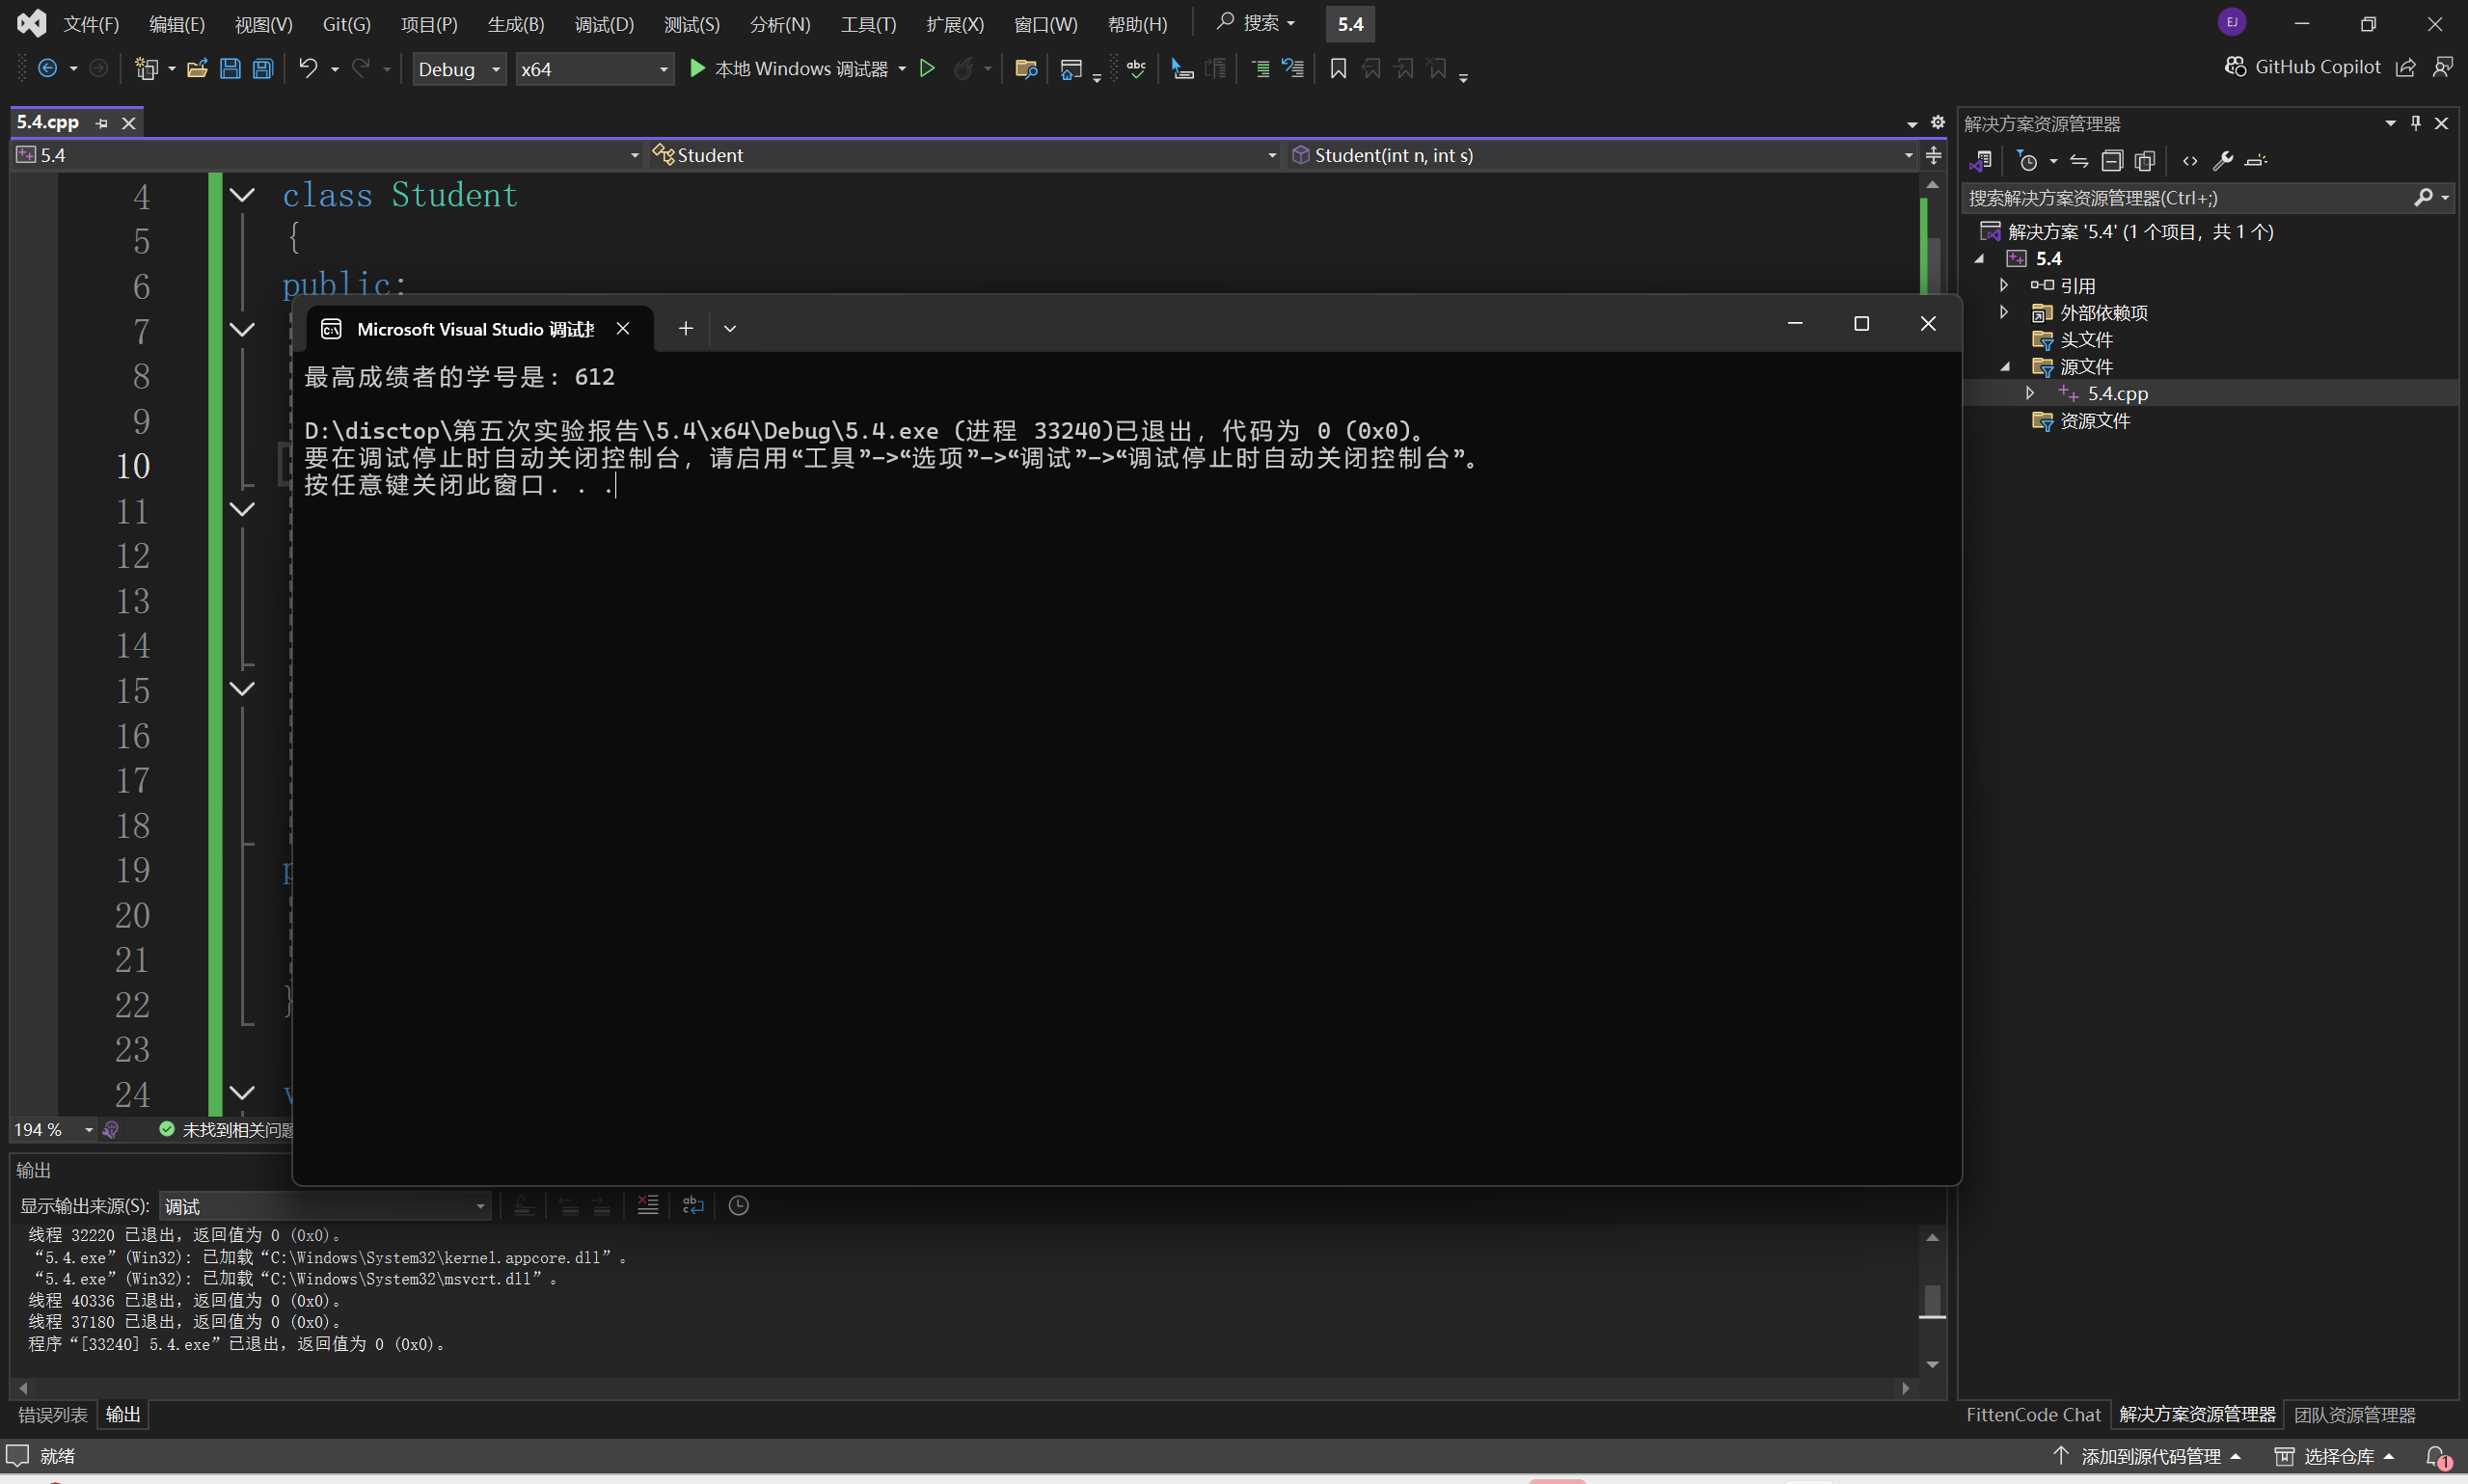 文件(F) 编辑(E) 视图(V) Git(G) 项目(P) 生成(B) 调试(D) 测试(S) 分析(N) 工具(T) 扩展(X) 窗口(W) 帮助(H) 搜索 5.4 EJ
Debug x64 本地 Windows 调试器 abc GitHub Copilot
5.4.cpp
解决方案资源管理器
5.4 Student Student(int n, int s)
搜索解决方案资源管理器(Ctrl+;)
解决方案 '5.4' (1 个项目，共 1 个)
5.4
引用
外部依赖项
头文件
源文件
5.4.cpp
资源文件
4 class Student
5 {
6 public:
7
8
9
10
11
12
13
14
15
16
17
18
19 p
20
21
22 }
23
24 v
Microsoft Visual Studio 调试
最高成绩者的学号是: 612
D:\disctop\第五次实验报告\5.4\x64\Debug\5.4.exe (进程 33240)已退出，代码为 0 (0x0)。
要在调试停止时自动关闭控制台，请启用“工具”->“选项”->“调试”->“调试停止时自动关闭控制台”。
按任意键关闭此窗口. . .
194 % 未找到相关问题
输出
显示输出来源(S): 调试
线程 32220 已退出，返回值为 0 (0x0)。
“5.4.exe”(Win32): 已加载“C:\Windows\System32\kernel.appcore.dll”。
“5.4.exe”(Win32): 已加载“C:\Windows\System32\msvcrt.dll”。
线程 40336 已退出，返回值为 0 (0x0)。
线程 37180 已退出，返回值为 0 (0x0)。
程序“[33240] 5.4.exe”已退出，返回值为 0 (0x0)。
错误列表 输出
FittenCode Chat 解决方案资源管理器 团队资源管理器
就绪 添加到源代码管理 选择仓库 1